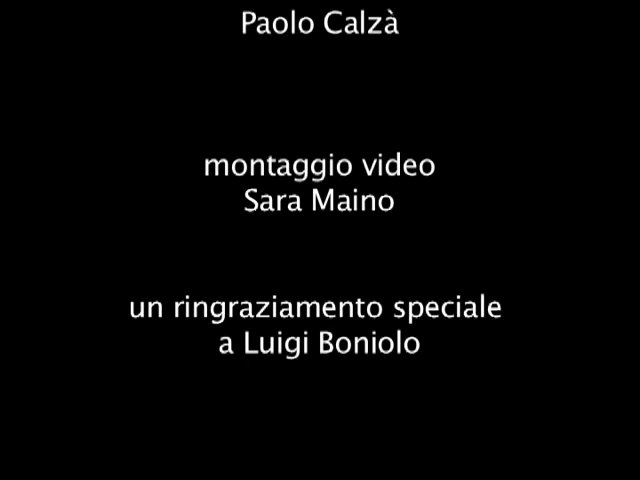 Paolo Calzà
montaggio video
Sara Maino
un ringraziamento speciale
a Luigi Boniolo